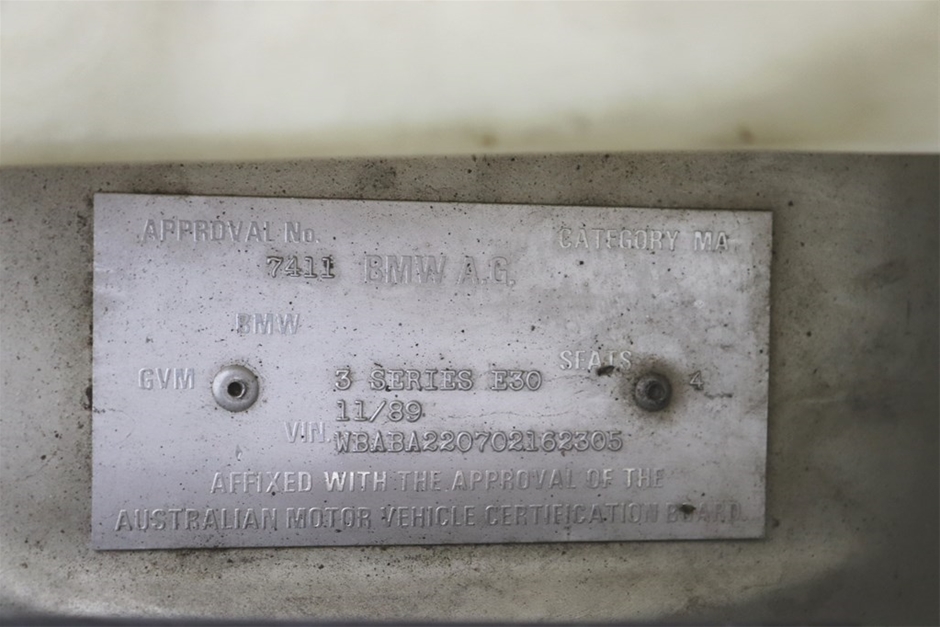 APPROVAL No. CATEGORY MA
7411 BMW A.G.
BMW
SEATS
GVM 3 SERIES E30 4
11/89
VIN WBABA220702162305
AFFIXED WITH THE APPROVAL OF THE
AUSTRALIAN MOTOR VEHICLE CERTIFICATION BOARD.